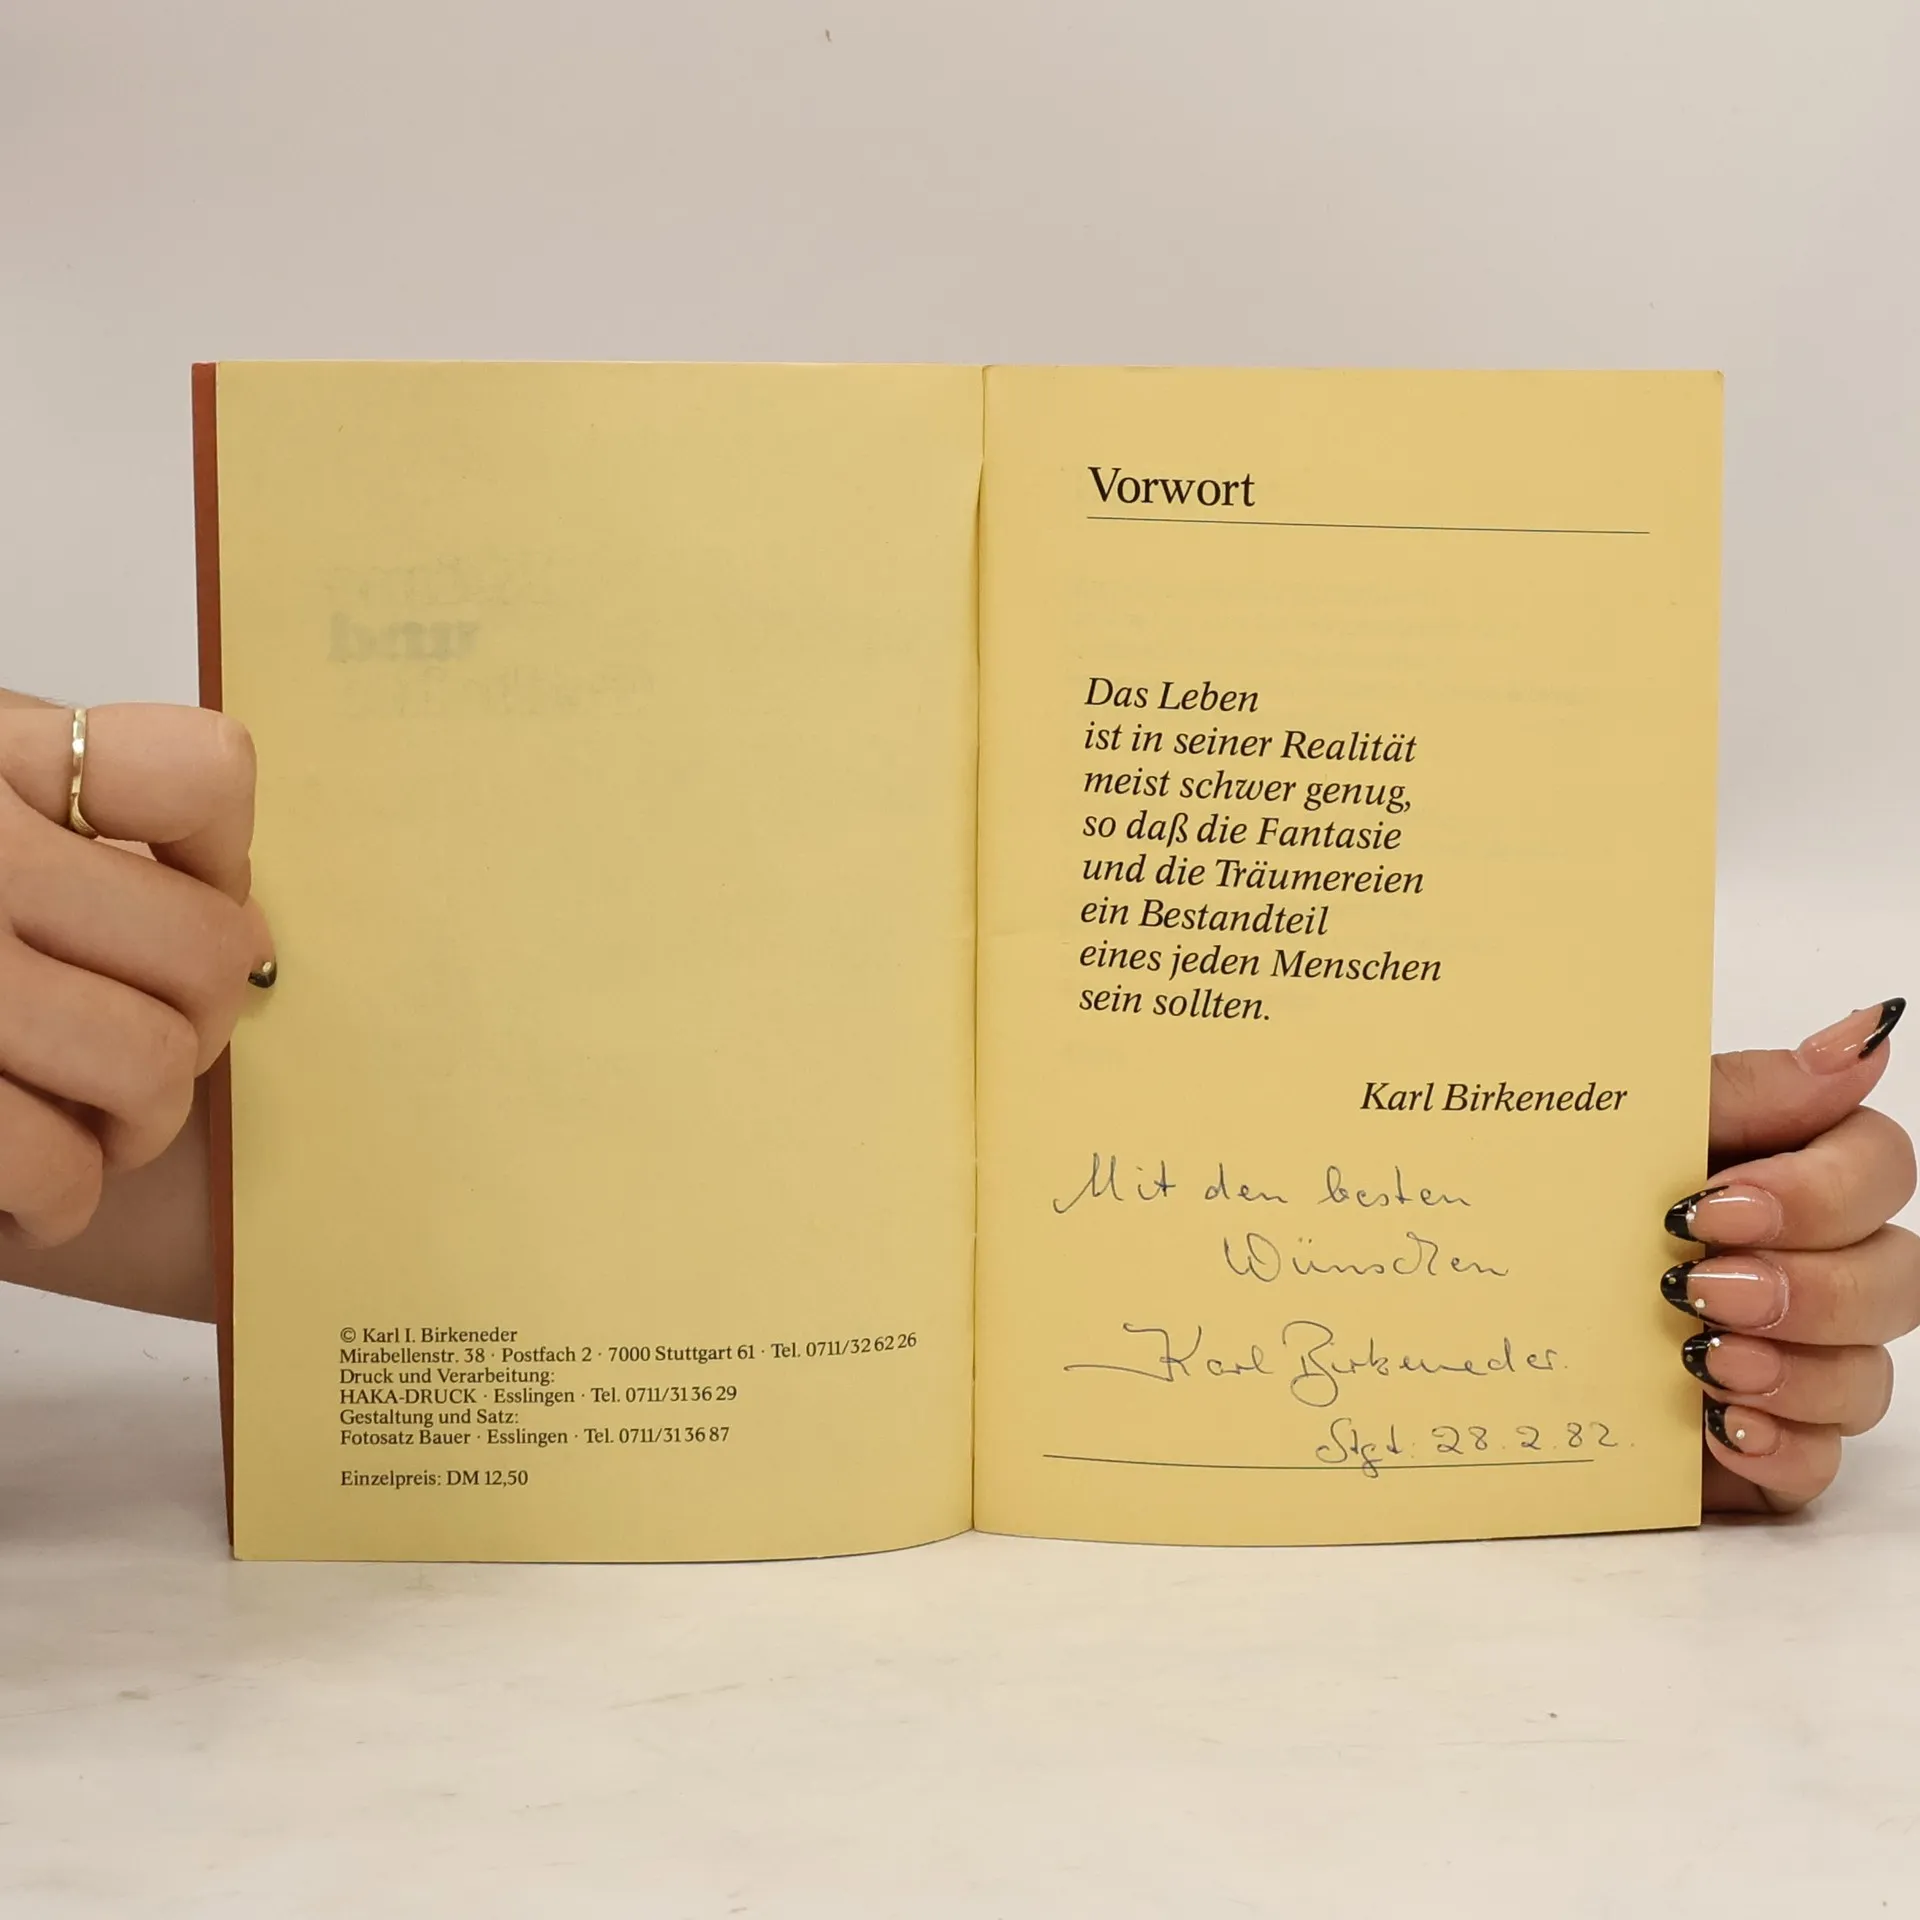 © Karl I. Birkeneder
Mirabellenstr. 38 · Postfach 2 · 7000 Stuttgart 61 · Tel. 0711/32 62 26
Druck und Verarbeitung:
HAKA-DRUCK · Esslingen · Tel. 0711/31 36 29
Gestaltung und Satz:
Fotosatz Bauer · Esslingen · Tel. 0711/31 36 87
Einzelpreis: DM 12,50
Vorwort
Das Leben
ist in seiner Realität
meist schwer genug,
so daß die Fantasie
und die Träumereien
ein Bestandteil
eines jeden Menschen
sein sollten.
Karl Birkeneder
Mit den besten
Wünschen
Karl Birkeneder.
Stgt. 28.2.82.